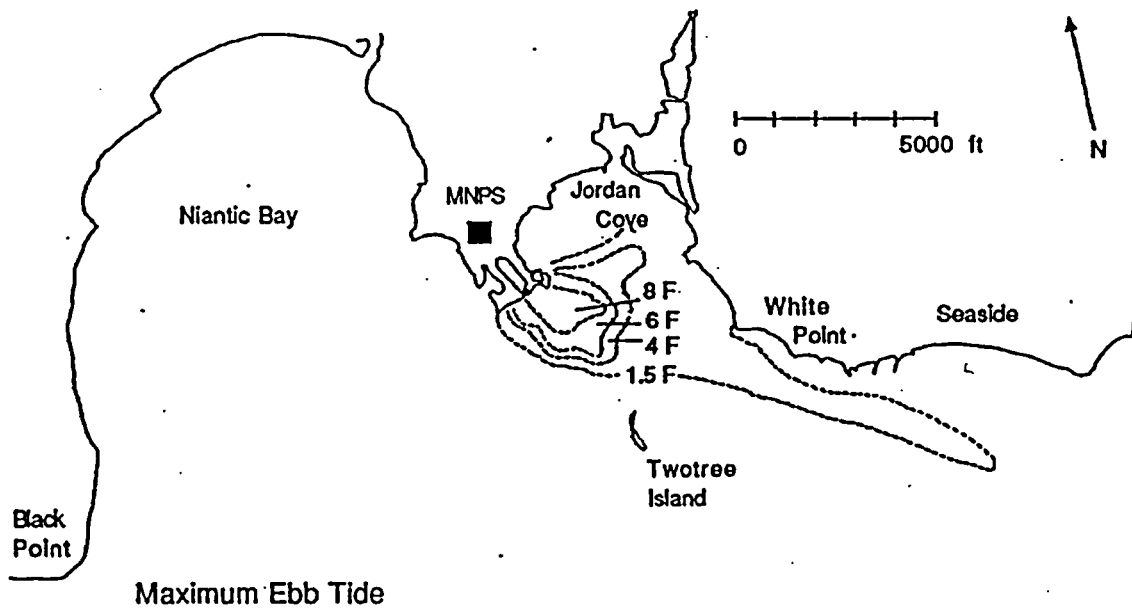 N
0 5000 ft
MNPS
Jordan
Cove
Niantic Bay
8 F
6 F
4 F
1.5 F
White
Point
Seaside
Twotree
Island
Black
Point
Maximum Ebb Tide